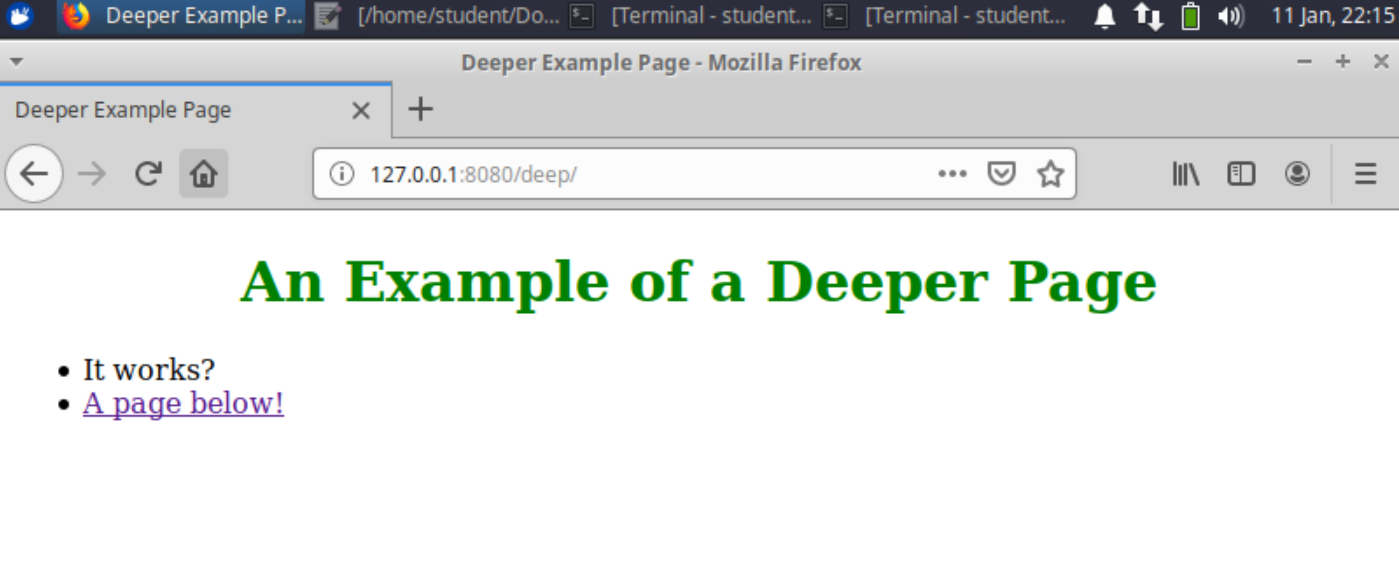 Deeper Example P... [/home/student/Do... [Terminal - student... [Terminal - student... 11 Jan, 22:15
Deeper Example Page - Mozilla Firefox
Deeper Example Page
127.0.0.1:8080/deep/
An Example of a Deeper Page
• It works?
• A page below!